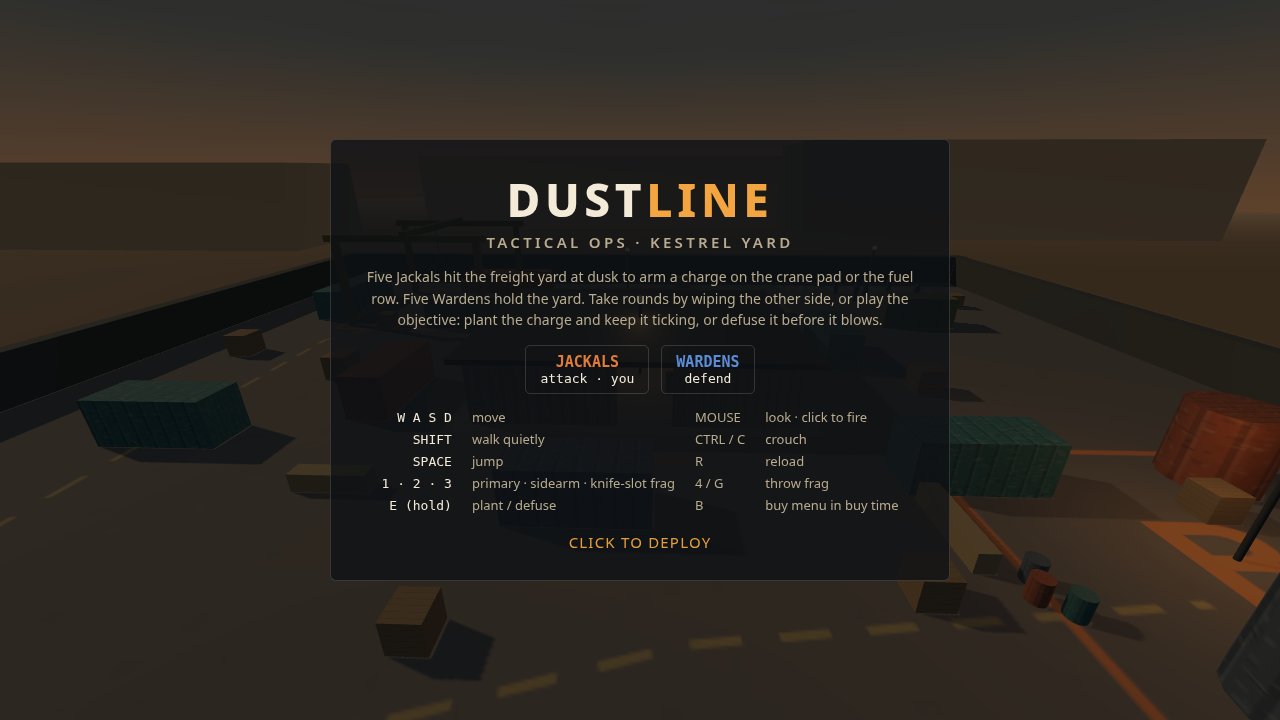 DUSTLINE
TACTICAL OPS · KESTREL YARD
Five Jackals hit the freight yard at dusk to arm a charge on the crane pad or the fuel
row. Five Wardens hold the yard. Take rounds by wiping the other side, or play the
objective: plant the charge and keep it ticking, or defuse it before it blows.
JACKALS WARDENS
attack · you defend
W A S D move MOUSE look · click to fire
SHIFT walk quietly CTRL / C crouch
SPACE jump R reload
1 · 2 · 3 primary · sidearm · knife-slot frag 4 / G throw frag
E (hold) plant / defuse B buy menu in buy time
CLICK TO DEPLOY